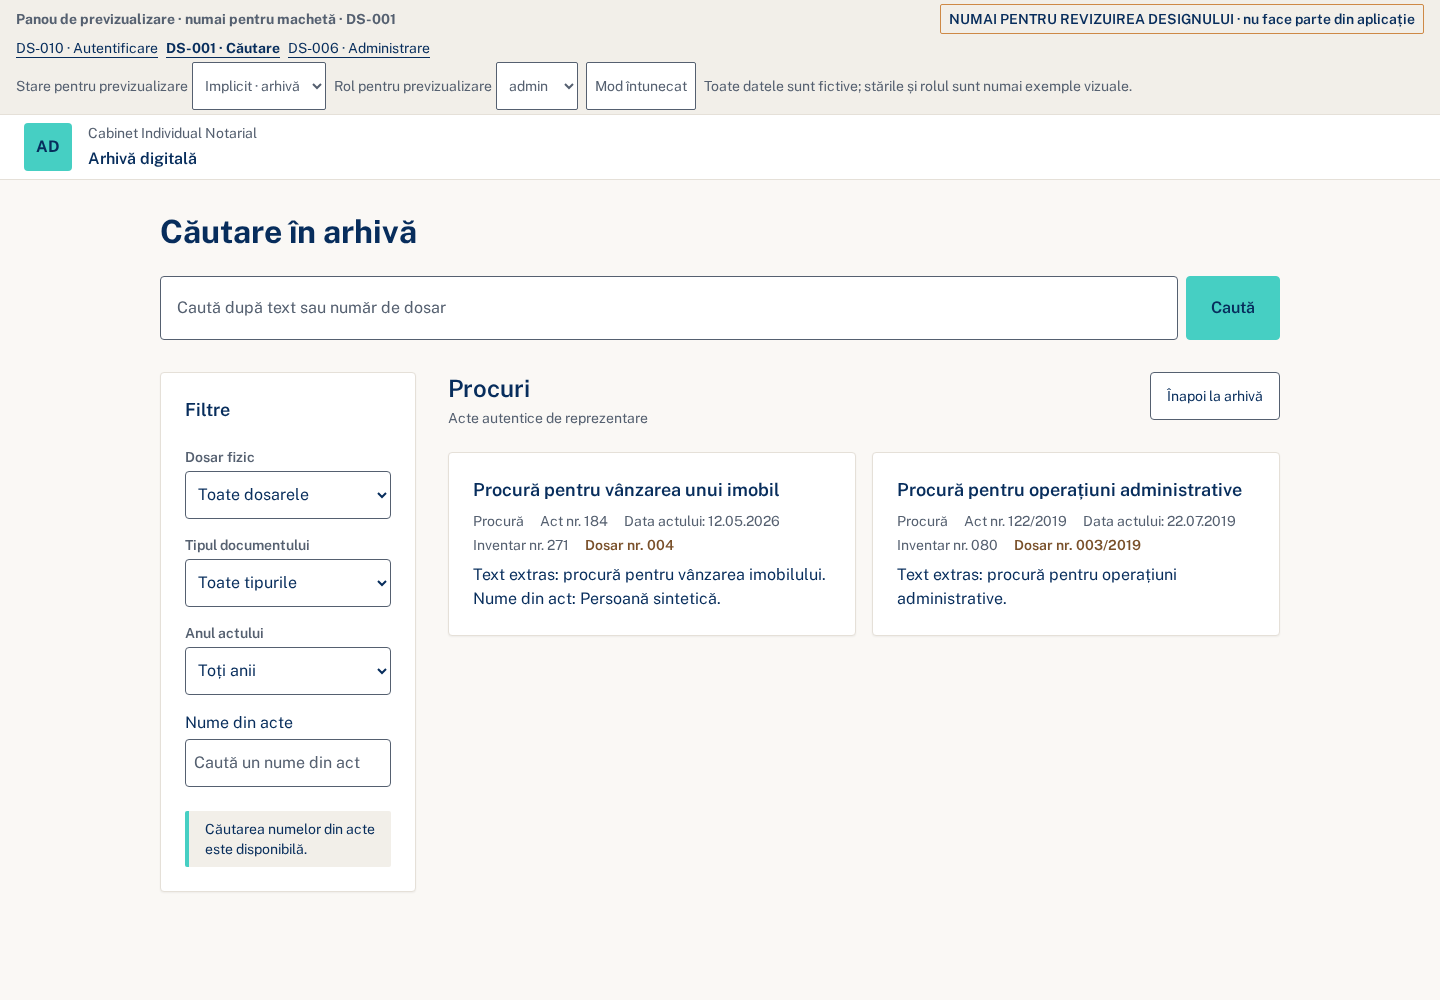 Panou de previzualizare · numai pentru machetă · DS-001
NUMAI PENTRU REVIZUIREA DESIGNULUI · nu face parte din aplicație
DS-010 · Autentificare DS-001 · Căutare DS-006 · Administrare
Stare pentru previzualizare Implicit · arhivă Rol pentru previzualizare admin Mod întunecat Toate datele sunt fictive; stările și rolul sunt numai exemple vizuale.
AD
Cabinet Individual Notarial
Arhivă digitală
Căutare în arhivă
Caută după text sau număr de dosar
Caută
Filtre
Dosar fizic
Toate dosarele
Tipul documentului
Toate tipurile
Anul actului
Toți anii
Nume din acte
Caută un nume din act
Căutarea numelor din acte
este disponibilă.
Procuri
Acte autentice de reprezentare
Înapoi la arhivă
Procură pentru vânzarea unui imobil
Procură Act nr. 184 Data actului: 12.05.2026
Inventar nr. 271 Dosar nr. 004
Text extras: procură pentru vânzarea imobilului.
Nume din act: Persoană sintetică.
Procură pentru operațiuni administrative
Procură Act nr. 122/2019 Data actului: 22.07.2019
Inventar nr. 080 Dosar nr. 003/2019
Text extras: procură pentru operațiuni
administrative.